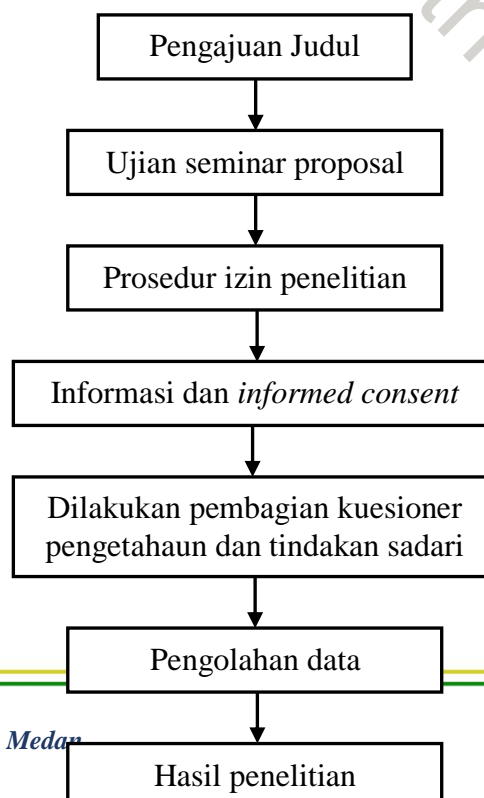 Pengajuan Judul
Ujian seminar proposal
Prosedur izin penelitian
Informasi dan informed consent
Dilakukan pembagian kuesioner
pengetahaun dan tindakan sadari
Pengolahan data
Medan
Hasil penelitian